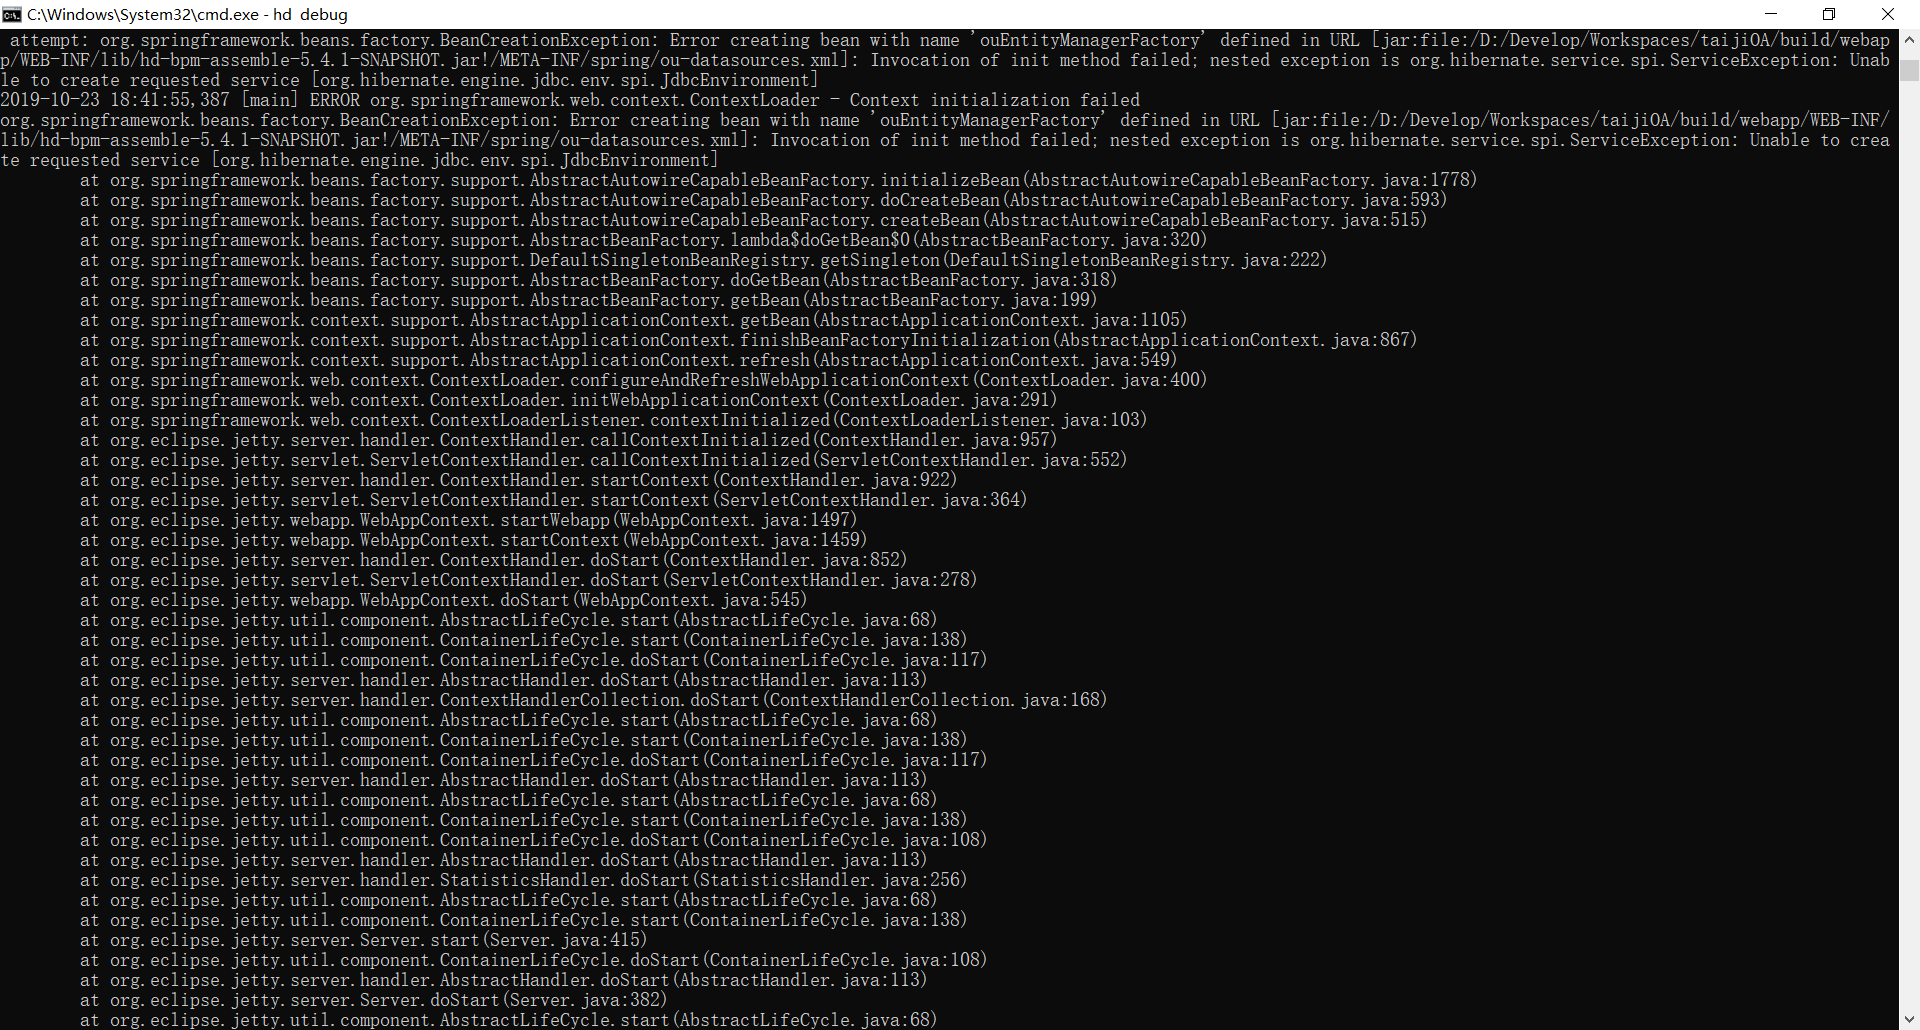 C:\Windows\System32\cmd.exe - hd  debug
 attempt: org.springframework.beans.factory.BeanCreationException: Error creating bean with name 'ouEntityManagerFactory' defined in URL [jar:file:/D:/Develop/Workspaces/taijiOA/build/webap
p/WEB-INF/lib/hd-bpm-assemble-5.4.1-SNAPSHOT.jar!/META-INF/spring/ou-datasources.xml]: Invocation of init method failed; nested exception is org.hibernate.service.spi.ServiceException: Unab
le to create requested service [org.hibernate.engine.jdbc.env.spi.JdbcEnvironment]
2019-10-23 18:41:55,387 [main] ERROR org.springframework.web.context.ContextLoader - Context initialization failed
org.springframework.beans.factory.BeanCreationException: Error creating bean with name 'ouEntityManagerFactory' defined in URL [jar:file:/D:/Develop/Workspaces/taijiOA/build/webapp/WEB-INF/
lib/hd-bpm-assemble-5.4.1-SNAPSHOT.jar!/META-INF/spring/ou-datasources.xml]: Invocation of init method failed; nested exception is org.hibernate.service.spi.ServiceException: Unable to crea
te requested service [org.hibernate.engine.jdbc.env.spi.JdbcEnvironment]
        at org.springframework.beans.factory.support.AbstractAutowireCapableBeanFactory.initializeBean(AbstractAutowireCapableBeanFactory.java:1778)
        at org.springframework.beans.factory.support.AbstractAutowireCapableBeanFactory.doCreateBean(AbstractAutowireCapableBeanFactory.java:593)
        at org.springframework.beans.factory.support.AbstractAutowireCapableBeanFactory.createBean(AbstractAutowireCapableBeanFactory.java:515)
        at org.springframework.beans.factory.support.AbstractBeanFactory.lambda$doGetBean$0(AbstractBeanFactory.java:320)
        at org.springframework.beans.factory.support.DefaultSingletonBeanRegistry.getSingleton(DefaultSingletonBeanRegistry.java:222)
        at org.springframework.beans.factory.support.AbstractBeanFactory.doGetBean(AbstractBeanFactory.java:318)
        at org.springframework.beans.factory.support.AbstractBeanFactory.getBean(AbstractBeanFactory.java:199)
        at org.springframework.context.support.AbstractApplicationContext.getBean(AbstractApplicationContext.java:1105)
        at org.springframework.context.support.AbstractApplicationContext.finishBeanFactoryInitialization(AbstractApplicationContext.java:867)
        at org.springframework.context.support.AbstractApplicationContext.refresh(AbstractApplicationContext.java:549)
        at org.springframework.web.context.ContextLoader.configureAndRefreshWebApplicationContext(ContextLoader.java:400)
        at org.springframework.web.context.ContextLoader.initWebApplicationContext(ContextLoader.java:291)
        at org.springframework.web.context.ContextLoaderListener.contextInitialized(ContextLoaderListener.java:103)
        at org.eclipse.jetty.server.handler.ContextHandler.callContextInitialized(ContextHandler.java:957)
        at org.eclipse.jetty.servlet.ServletContextHandler.callContextInitialized(ServletContextHandler.java:552)
        at org.eclipse.jetty.server.handler.ContextHandler.startContext(ContextHandler.java:922)
        at org.eclipse.jetty.servlet.ServletContextHandler.startContext(ServletContextHandler.java:364)
        at org.eclipse.jetty.webapp.WebAppContext.startWebapp(WebAppContext.java:1497)
        at org.eclipse.jetty.webapp.WebAppContext.startContext(WebAppContext.java:1459)
        at org.eclipse.jetty.server.handler.ContextHandler.doStart(ContextHandler.java:852)
        at org.eclipse.jetty.servlet.ServletContextHandler.doStart(ServletContextHandler.java:278)
        at org.eclipse.jetty.webapp.WebAppContext.doStart(WebAppContext.java:545)
        at org.eclipse.jetty.util.component.AbstractLifeCycle.start(AbstractLifeCycle.java:68)
        at org.eclipse.jetty.util.component.ContainerLifeCycle.start(ContainerLifeCycle.java:138)
        at org.eclipse.jetty.util.component.ContainerLifeCycle.doStart(ContainerLifeCycle.java:117)
        at org.eclipse.jetty.server.handler.AbstractHandler.doStart(AbstractHandler.java:113)
        at org.eclipse.jetty.server.handler.ContextHandlerCollection.doStart(ContextHandlerCollection.java:168)
        at org.eclipse.jetty.util.component.AbstractLifeCycle.start(AbstractLifeCycle.java:68)
        at org.eclipse.jetty.util.component.ContainerLifeCycle.start(ContainerLifeCycle.java:138)
        at org.eclipse.jetty.util.component.ContainerLifeCycle.doStart(ContainerLifeCycle.java:117)
        at org.eclipse.jetty.server.handler.AbstractHandler.doStart(AbstractHandler.java:113)
        at org.eclipse.jetty.util.component.AbstractLifeCycle.start(AbstractLifeCycle.java:68)
        at org.eclipse.jetty.util.component.ContainerLifeCycle.start(ContainerLifeCycle.java:138)
        at org.eclipse.jetty.util.component.ContainerLifeCycle.doStart(ContainerLifeCycle.java:108)
        at org.eclipse.jetty.server.handler.AbstractHandler.doStart(AbstractHandler.java:113)
        at org.eclipse.jetty.server.handler.StatisticsHandler.doStart(StatisticsHandler.java:256)
        at org.eclipse.jetty.util.component.AbstractLifeCycle.start(AbstractLifeCycle.java:68)
        at org.eclipse.jetty.util.component.ContainerLifeCycle.start(ContainerLifeCycle.java:138)
        at org.eclipse.jetty.server.Server.start(Server.java:415)
        at org.eclipse.jetty.util.component.ContainerLifeCycle.doStart(ContainerLifeCycle.java:108)
        at org.eclipse.jetty.server.handler.AbstractHandler.doStart(AbstractHandler.java:113)
        at org.eclipse.jetty.server.Server.doStart(Server.java:382)
        at org.eclipse.jetty.util.component.AbstractLifeCycle.start(AbstractLifeCycle.java:68)